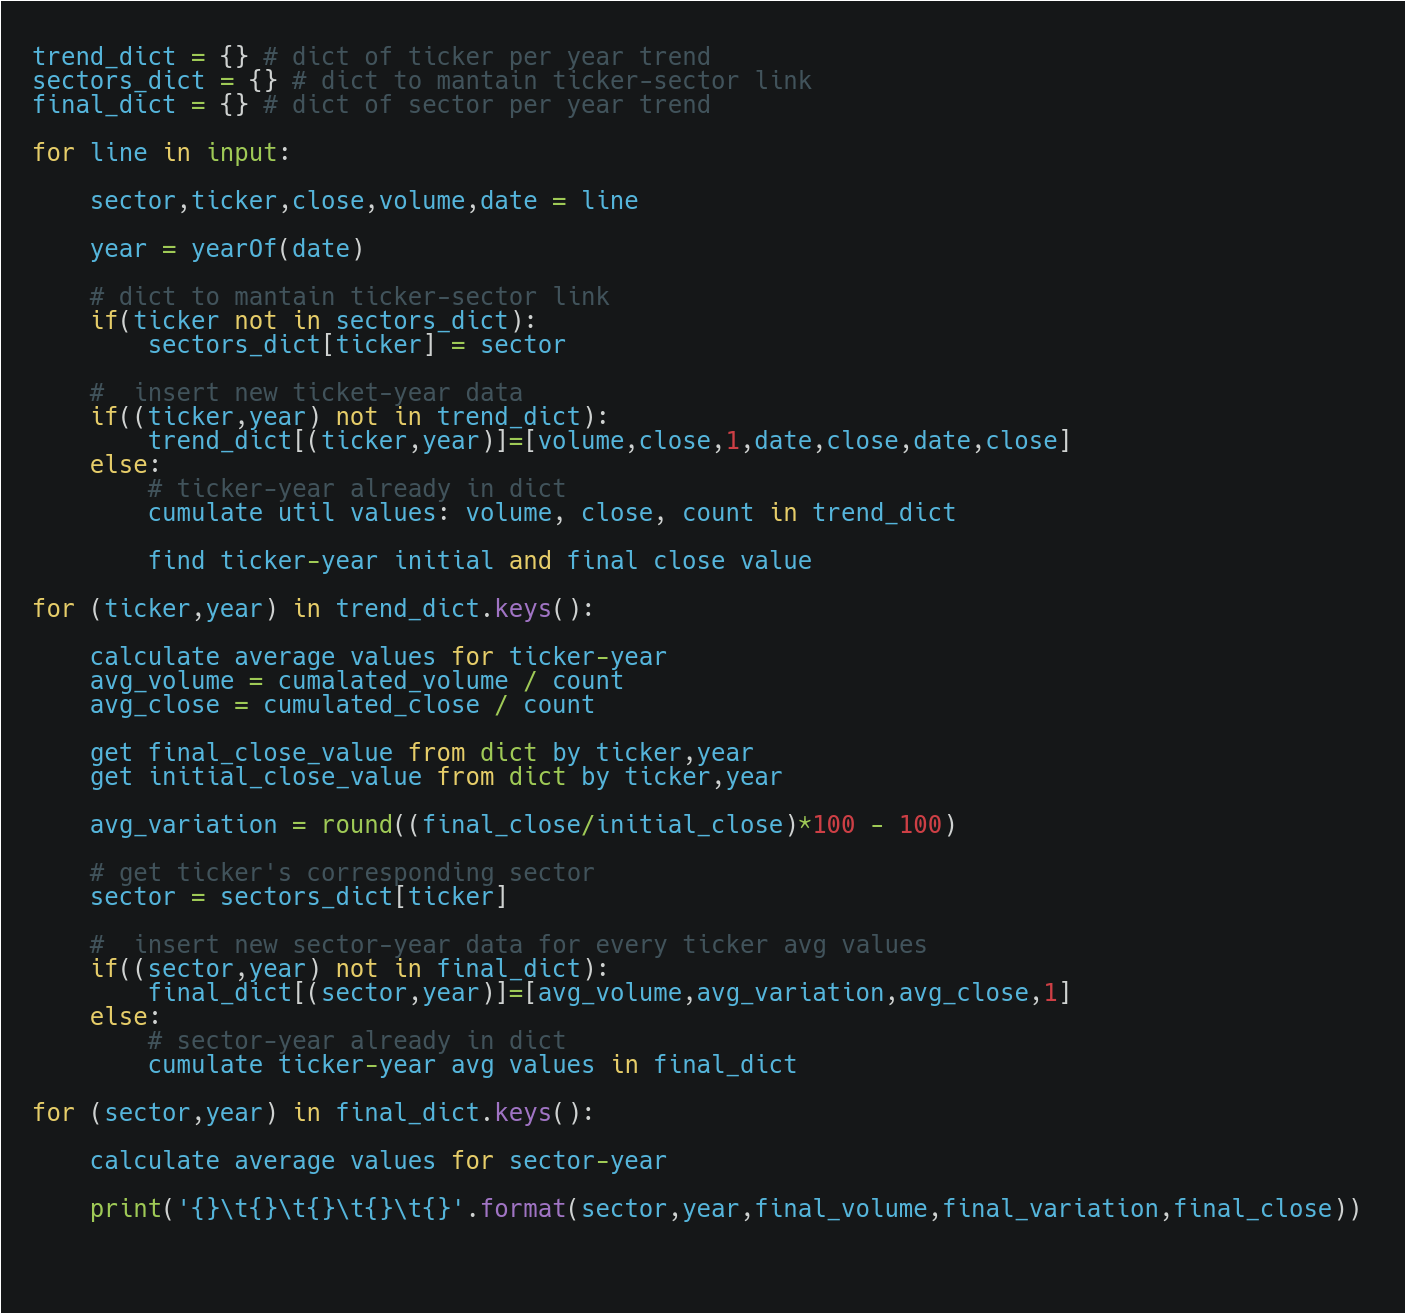 trend_dict = {} # dict of ticker per year trend
sectors_dict = {} # dict to mantain ticker-sector link
final_dict = {} # dict of sector per year trend

for line in input:

    sector,ticker,close,volume,date = line

    year = yearOf(date)

    # dict to mantain ticker-sector link
    if(ticker not in sectors_dict):
        sectors_dict[ticker] = sector

    #  insert new ticket-year data
    if((ticker,year) not in trend_dict):
        trend_dict[(ticker,year)]=[volume,close,1,date,close,date,close]
    else:
        # ticker-year already in dict
        cumulate util values: volume, close, count in trend_dict

        find ticker-year initial and final close value

for (ticker,year) in trend_dict.keys():

    calculate average values for ticker-year
    avg_volume = cumalated_volume / count
    avg_close = cumulated_close / count

    get final_close_value from dict by ticker,year
    get initial_close_value from dict by ticker,year

    avg_variation = round((final_close/initial_close)*100 - 100)

    # get ticker's corresponding sector
    sector = sectors_dict[ticker]

    #  insert new sector-year data for every ticker avg values
    if((sector,year) not in final_dict):
        final_dict[(sector,year)]=[avg_volume,avg_variation,avg_close,1]
    else:
        # sector-year already in dict
        cumulate ticker-year avg values in final_dict

for (sector,year) in final_dict.keys():

    calculate average values for sector-year

    print('{}\t{}\t{}\t{}\t{}'.format(sector,year,final_volume,final_variation,final_close))